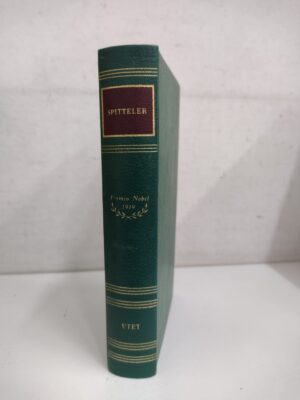 SPITTELER
Premio Nobel
1919
UTET